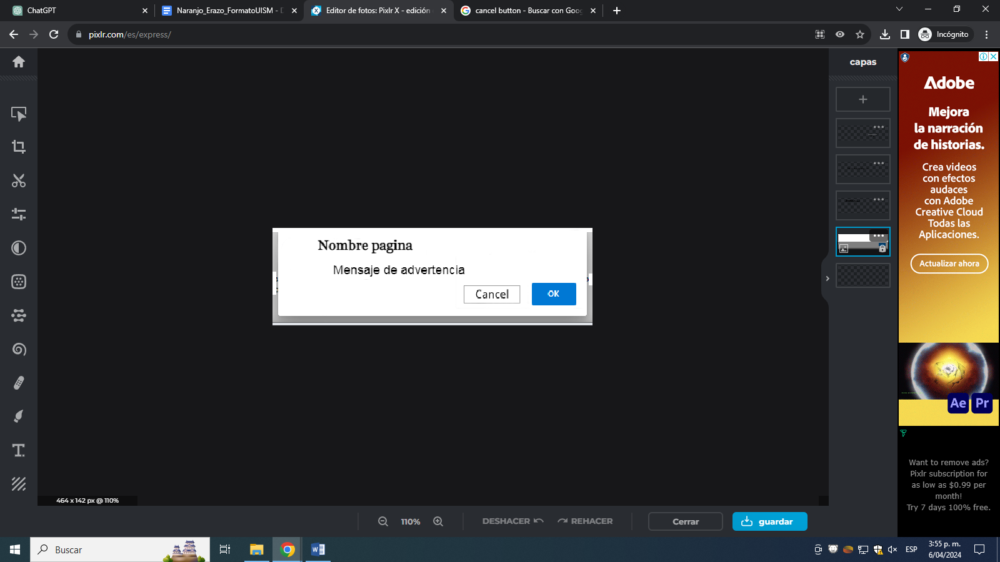 ChatGPT
Naranjo_Erazo_FormatoUISM - D
Editor de fotos: Pixlr X - edición
cancel button - Buscar con Goog
pixlr.com/es/express/
Incógnito
capas
Nombre pagina
Mensaje de advertencia
Cancel
OK
Adobe
Mejora
la narración
de historias.
Crea videos
con efectos
audaces
con Adobe
Creative Cloud
Todas las
Aplicaciones.
Actualizar ahora
Ae
Pr
Want to remove ads?
Pixlr subscription for
as low as $0.99 per
month!
Try 7 days 100% free.
464 x 142 px @ 110%
110%
DESHACER
REHACER
Cerrar
guardar
Buscar
ESP
3:55 p. m.
6/04/2024